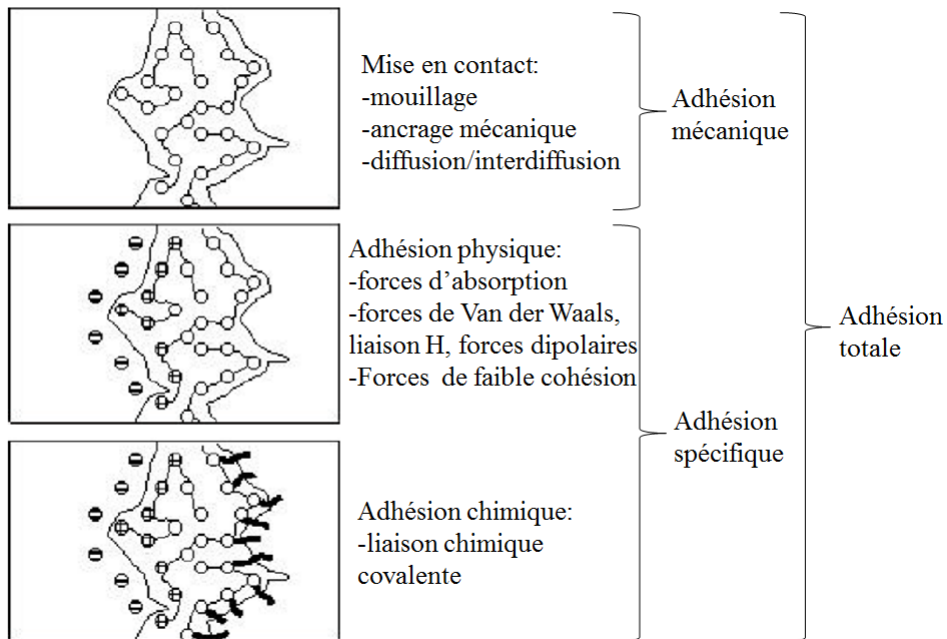 Mise en contact:
-mouillage
-ancrage mécanique
-diffusion/interdiffusion
Adhésion
mécanique
Adhésion physique:
-forces d’absorption
-forces de Van der Waals,
liaison H, forces dipolaires
-Forces de faible cohésion
Adhésion
spécifique
Adhésion chimique:
-liaison chimique
covalente
Adhésion
totale